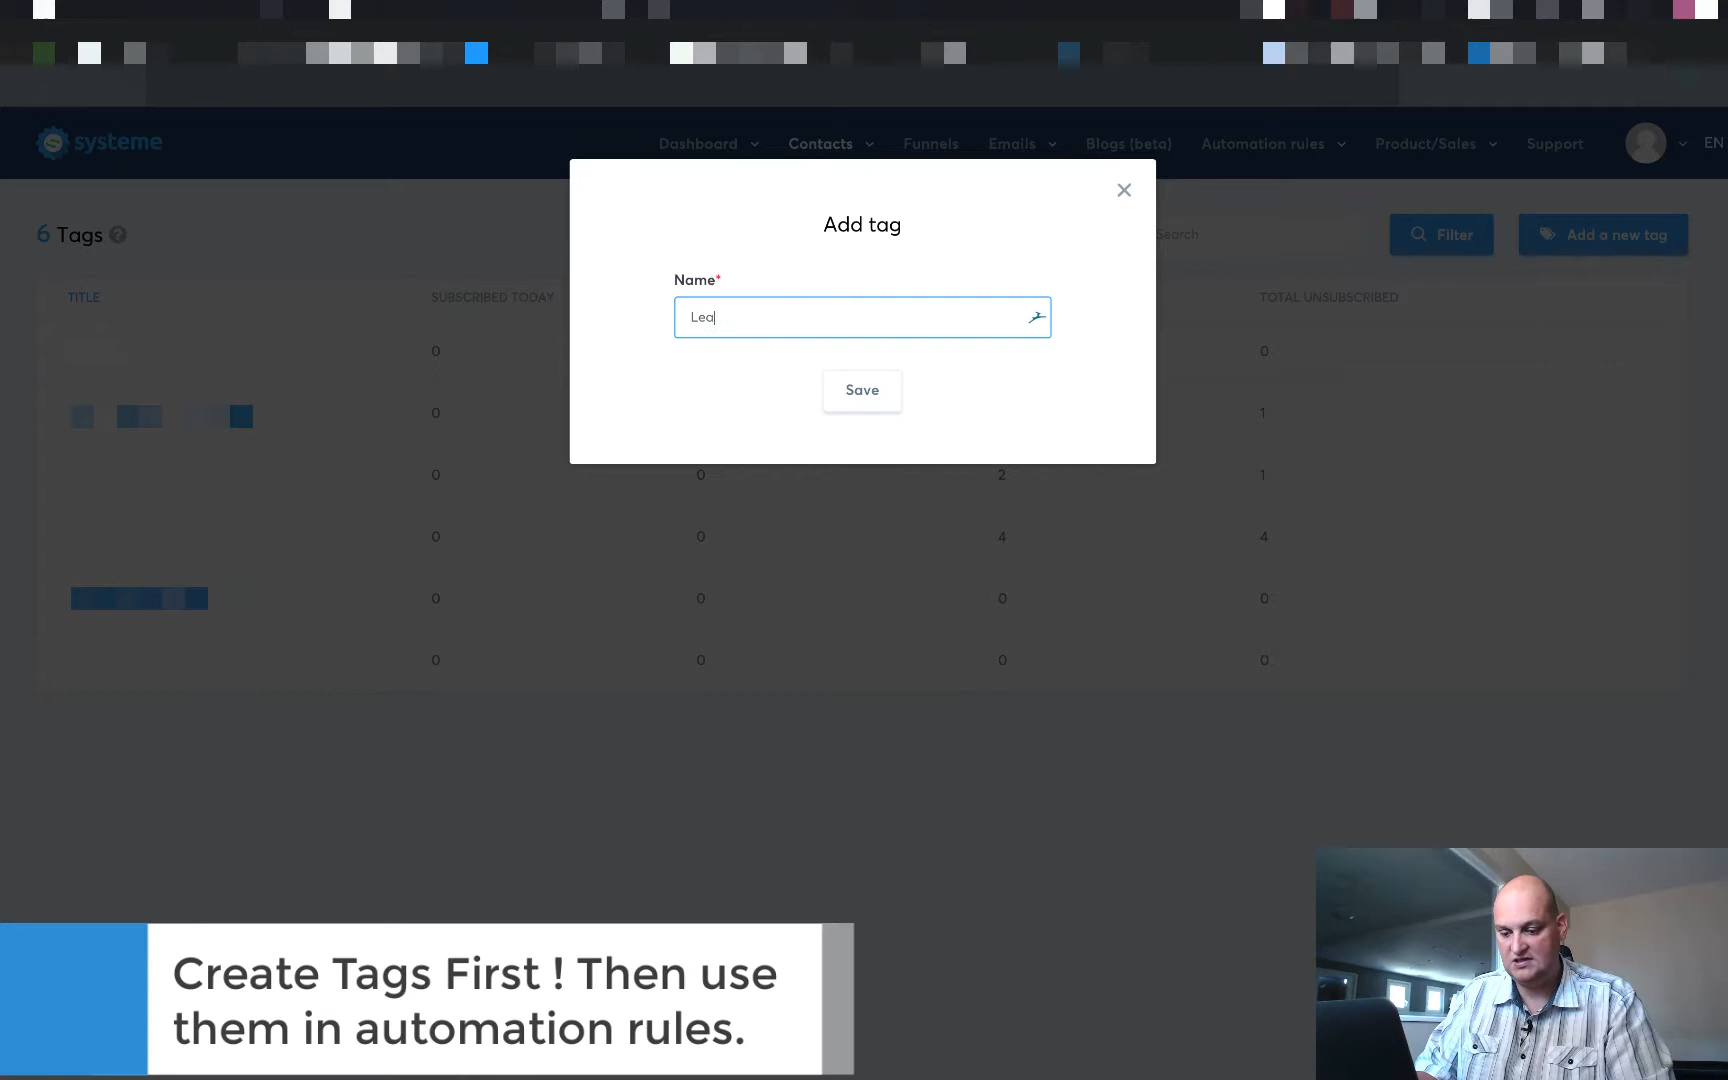 systeme
Dashboard Contacts Funnels Emails Blogs (beta) Automation rules Product/Sales Support EN
6 Tags ?
Search
Filter
Add a new tag
Add tag
Name*
Lea
Save
TITLE SUBSCRIBED TODAY TOTAL UNSUBSCRIBED
0 0
0 1
0 0 2 1
0 0 4 4
0 0 0 0
0 0 0 0
Create Tags First ! Then use
them in automation rules.